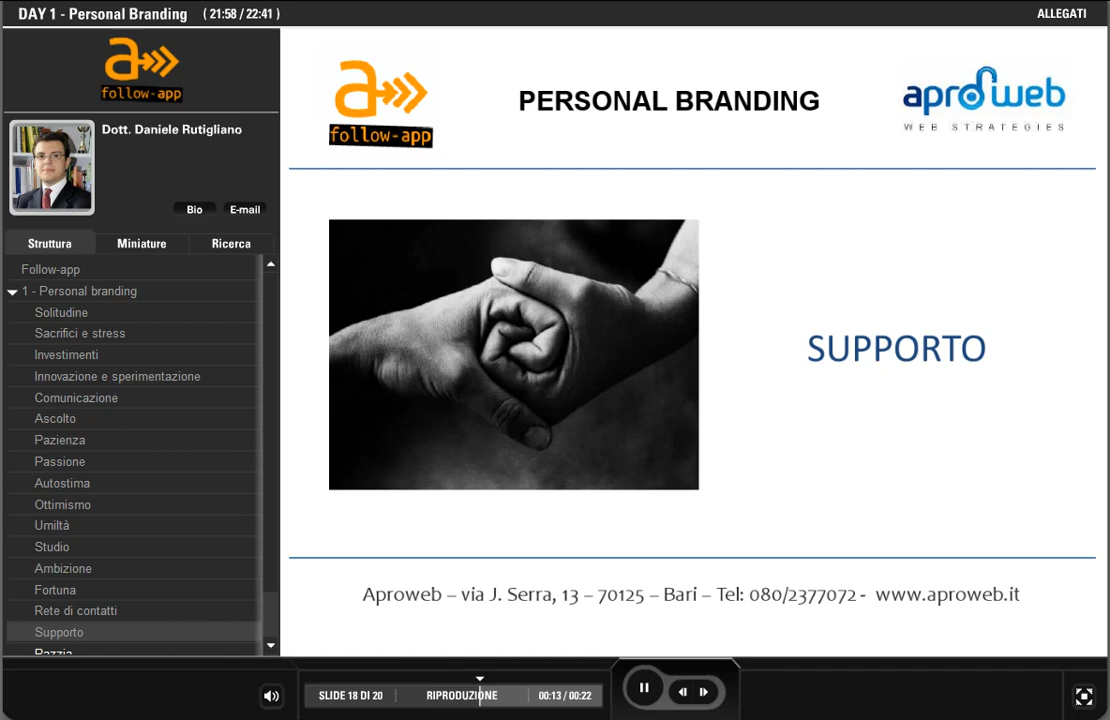 DAY 1 - Personal Branding ( 21:58 / 22:41 )
ALLEGATI
a
follow-app
Dott. Daniele Rutigliano
Bio
E-mail
Struttura
Miniature
Ricerca
Follow-app
1 - Personal branding
Solitudine
Sacrifici e stress
Investimenti
Innovazione e sperimentazione
Comunicazione
Ascolto
Pazienza
Passione
Autostima
Ottimismo
Umiltà
Studio
Ambizione
Fortuna
Rete di contatti
Supporto
Pazzia
a
follow-app
PERSONAL BRANDING
aproweb
WEB STRATEGIES
SUPPORTO
Aproweb – via J. Serra, 13 – 70125 – Bari – Tel: 080/2377072 - www.aproweb.it
SLIDE 18 DI 20
RIPRODUZIONE
00:13 / 00:22